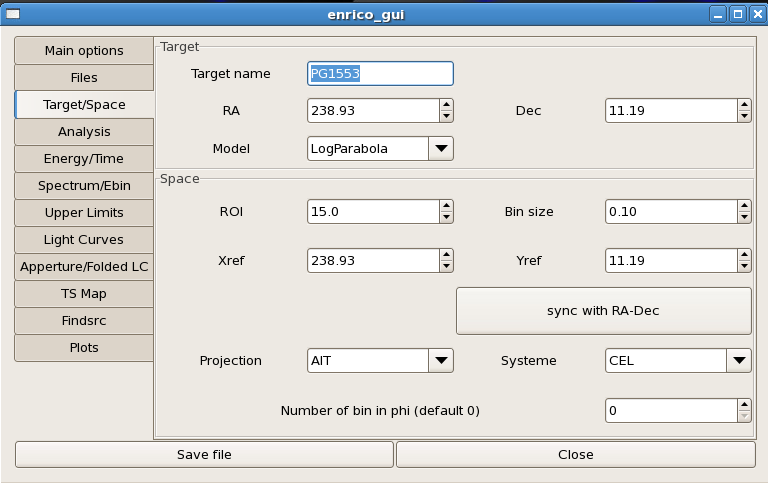 enrico_gui
Main options
Files
Target/Space
Analysis
Energy/Time
Spectrum/Ebin
Upper Limits
Light Curves
Apperture/Folded LC
TS Map
Findsrc
Plots
Target
Target name PG1553
RA 238.93 Dec 11.19
Model LogParabola
Space
ROI 15.0 Bin size 0.10
Xref 238.93 Yref 11.19
sync with RA-Dec
Projection AIT Systeme CEL
Number of bin in phi (default 0) 0
Save file Close